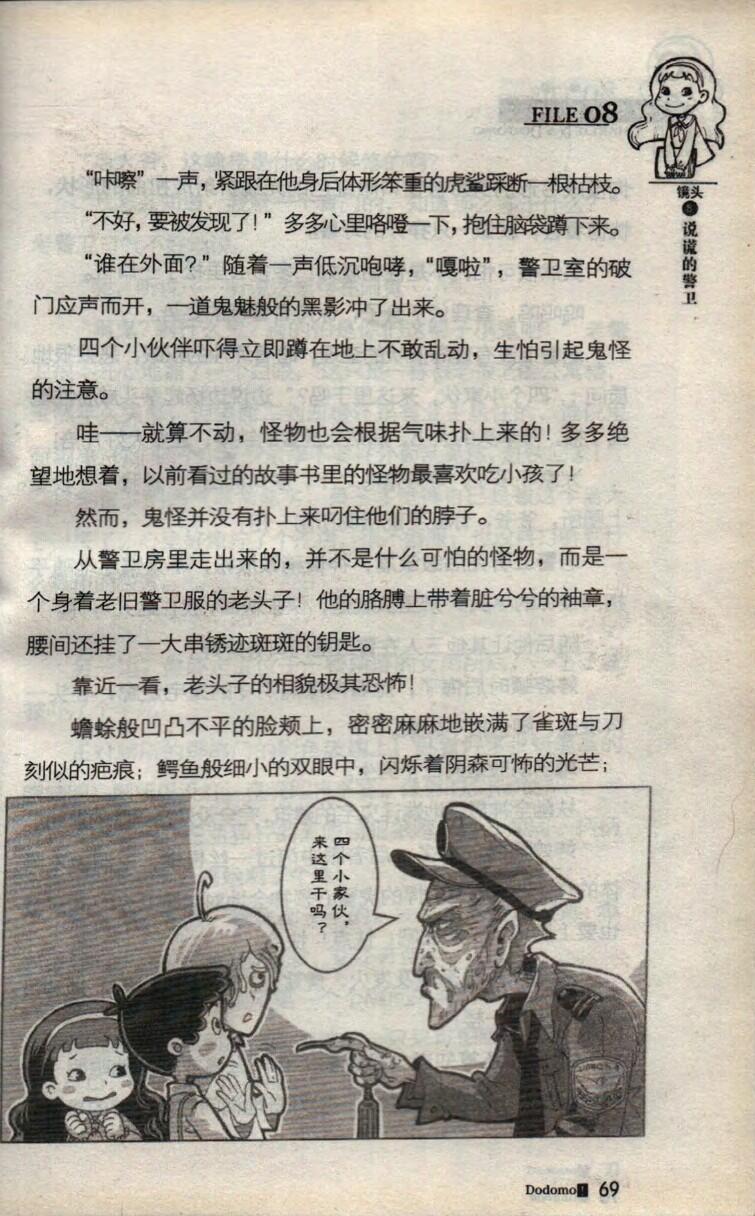 FILE 08
镜头
说谎的警卫
“咔嚓”一声，紧跟在他身后体形笨重的虎鲨踩断一根枯枝。
“不好，要被发现了！”多多心里咯噔一下，抱住脑袋蹲下来。
“谁在外面？”随着一声低沉咆哮，“嘎啦”，警卫室的破
门应声而开，一道鬼魅般的黑影冲了出来。
四个小伙伴吓得立即蹲在地上不敢乱动，生怕引起鬼怪
的注意。
哇——就算不动，怪物也会根据气味扑上来的！多多绝
望地想着，以前看过的故事书里的怪物最喜欢吃小孩了！
然而，鬼怪并没有扑上来叼住他们的脖子。
从警卫房里走出来的，并不是什么可怕的怪物，而是一
个身着老旧警卫服的老头子！他的胳膊上带着脏兮兮的袖章，
腰间还挂了一大串锈迹斑斑的钥匙。
靠近一看，老头子的相貌极其恐怖！
蟾蜍般凹凸不平的脸颊上，密密麻麻地嵌满了雀斑与刀
刻似的疤痕；鳄鱼般细小的双眼中，闪烁着阴森可怖的光芒；
四个小家伙，
来这里干吗？
Dodomo! 69